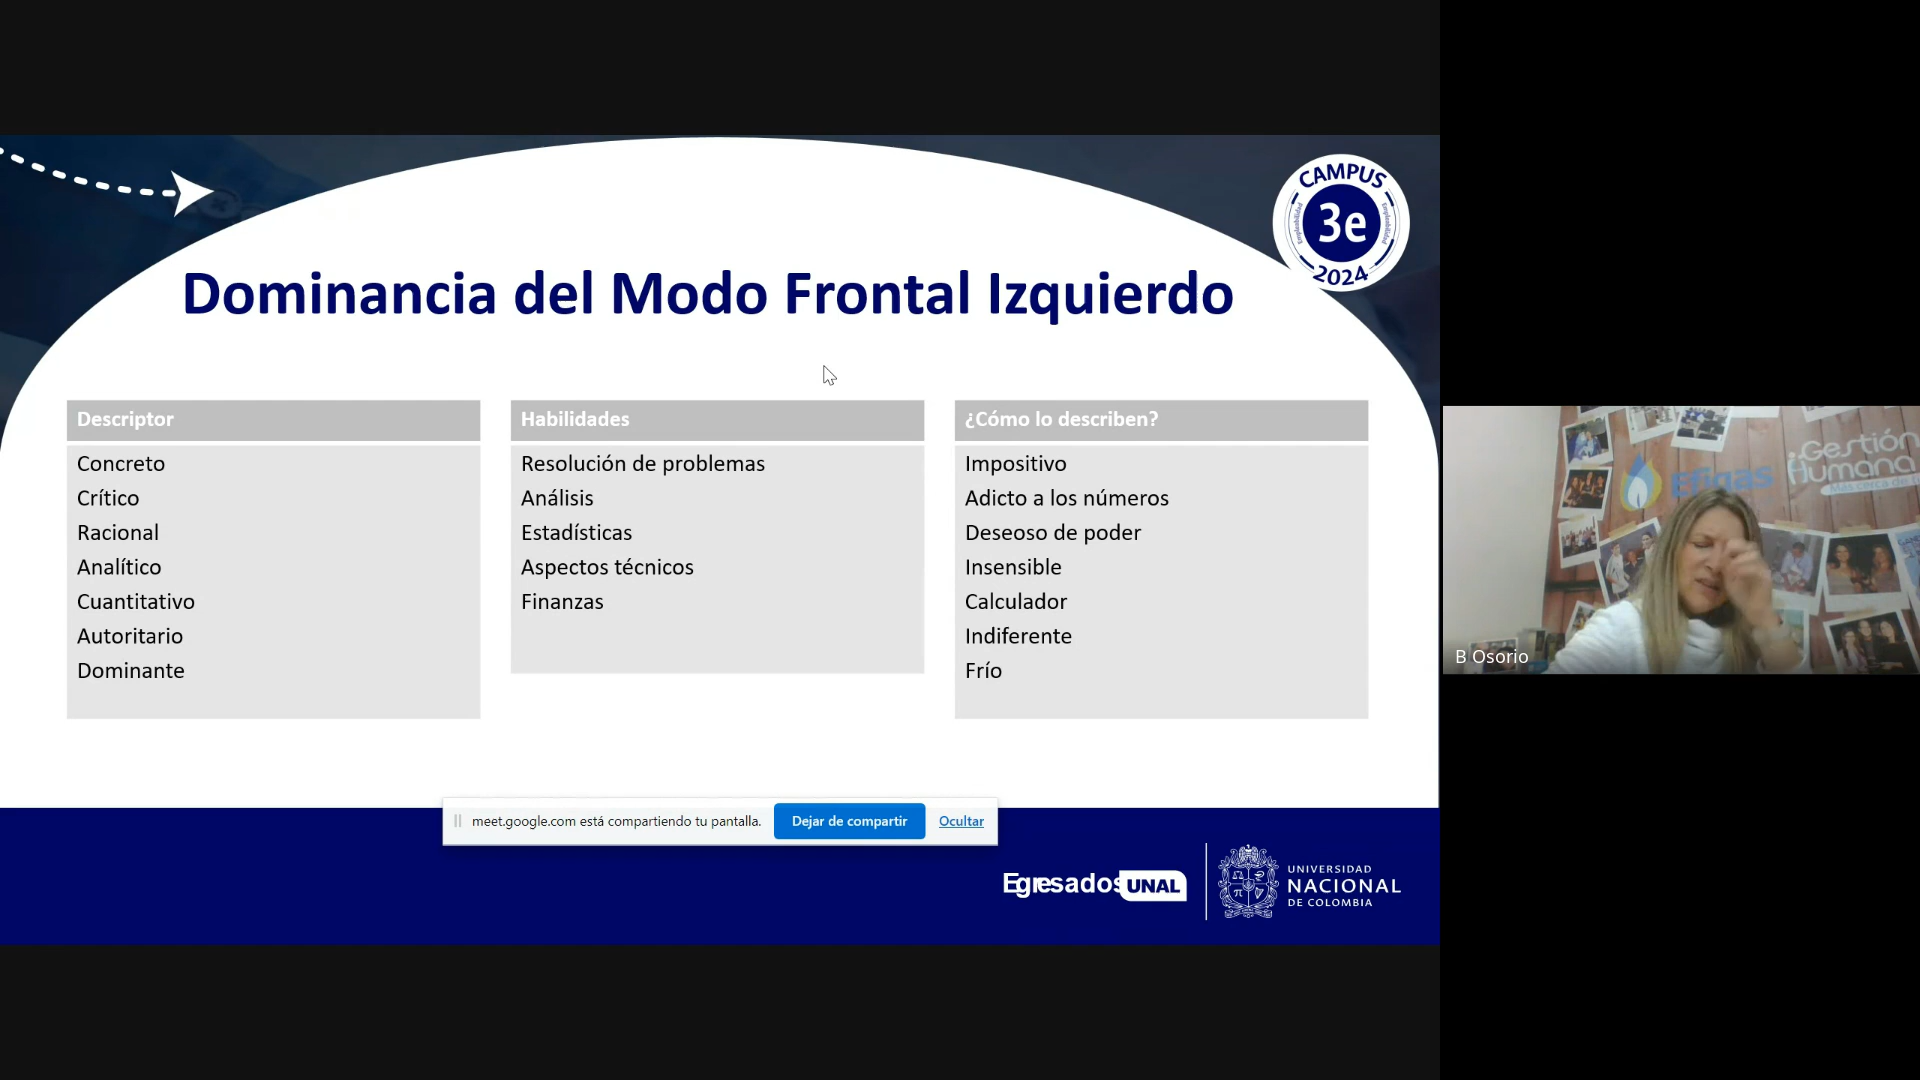 CAMPUS
3e
2024
Dominancia del Modo Frontal Izquierdo
Descriptor
Concreto
Crítico
Racional
Analítico
Cuantitativo
Autoritario
Dominante
Habilidades
Resolución de problemas
Análisis
Estadísticas
Aspectos técnicos
Finanzas
¿Cómo lo describen?
Impositivo
Adicto a los números
Deseoso de poder
Insensible
Calculador
Indiferente
Frío
Gestión
Humana
Efigas
B Osorio
meet.google.com está compartiendo tu pantalla.
Dejar de compartir
Ocultar
Egresados UNAL
UNIVERSIDAD
NACIONAL
DE COLOMBIA